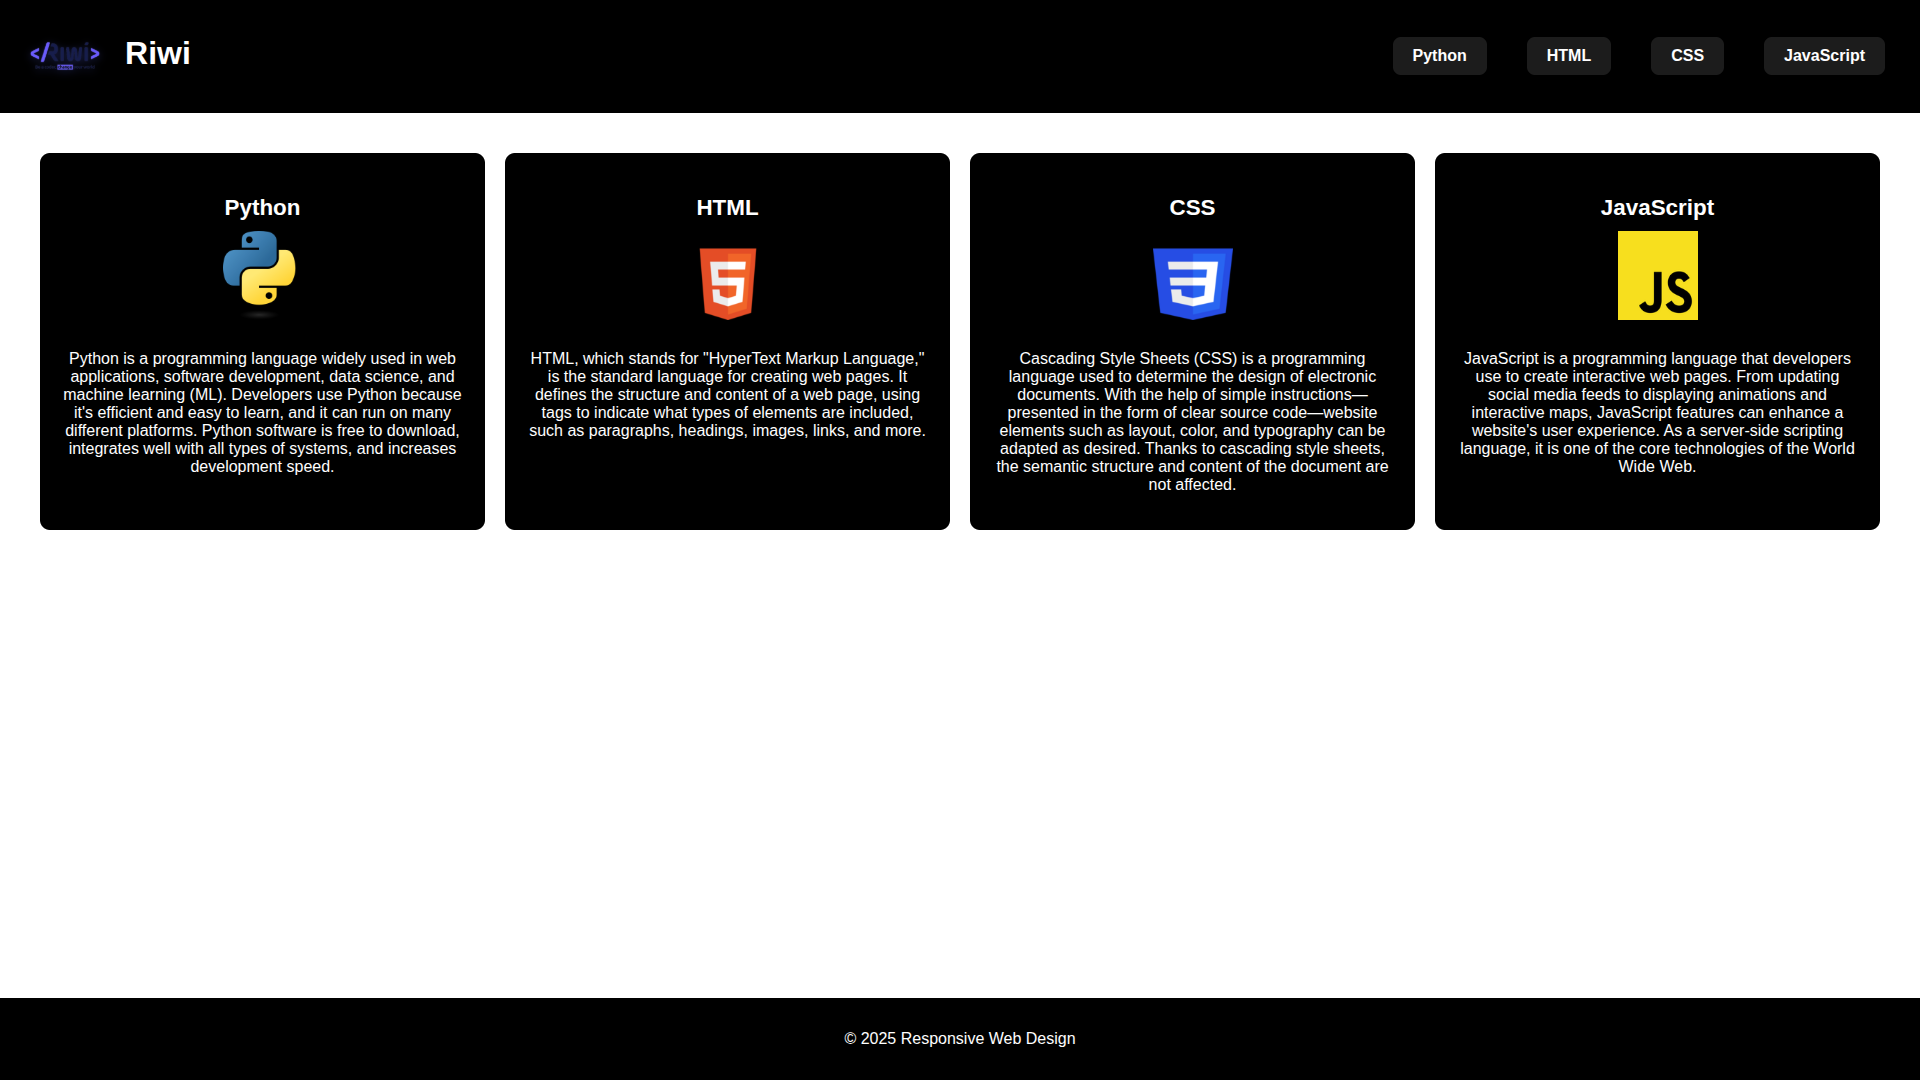 </Riwi>
Riwi
Python
HTML
CSS
JavaScript
Python
Python is a programming language widely used in web
applications, software development, data science, and
machine learning (ML). Developers use Python because
it's efficient and easy to learn, and it can run on many
different platforms. Python software is free to download,
integrates well with all types of systems, and increases
development speed.
HTML
5
HTML, which stands for "HyperText Markup Language,"
is the standard language for creating web pages. It
defines the structure and content of a web page, using
tags to indicate what types of elements are included,
such as paragraphs, headings, images, links, and more.
CSS
3
Cascading Style Sheets (CSS) is a programming
language used to determine the design of electronic
documents. With the help of simple instructions—
presented in the form of clear source code—website
elements such as layout, color, and typography can be
adapted as desired. Thanks to cascading style sheets,
the semantic structure and content of the document are
not affected.
JavaScript
JS
JavaScript is a programming language that developers
use to create interactive web pages. From updating
social media feeds to displaying animations and
interactive maps, JavaScript features can enhance a
website's user experience. As a server-side scripting
language, it is one of the core technologies of the World
Wide Web.
© 2025 Responsive Web Design